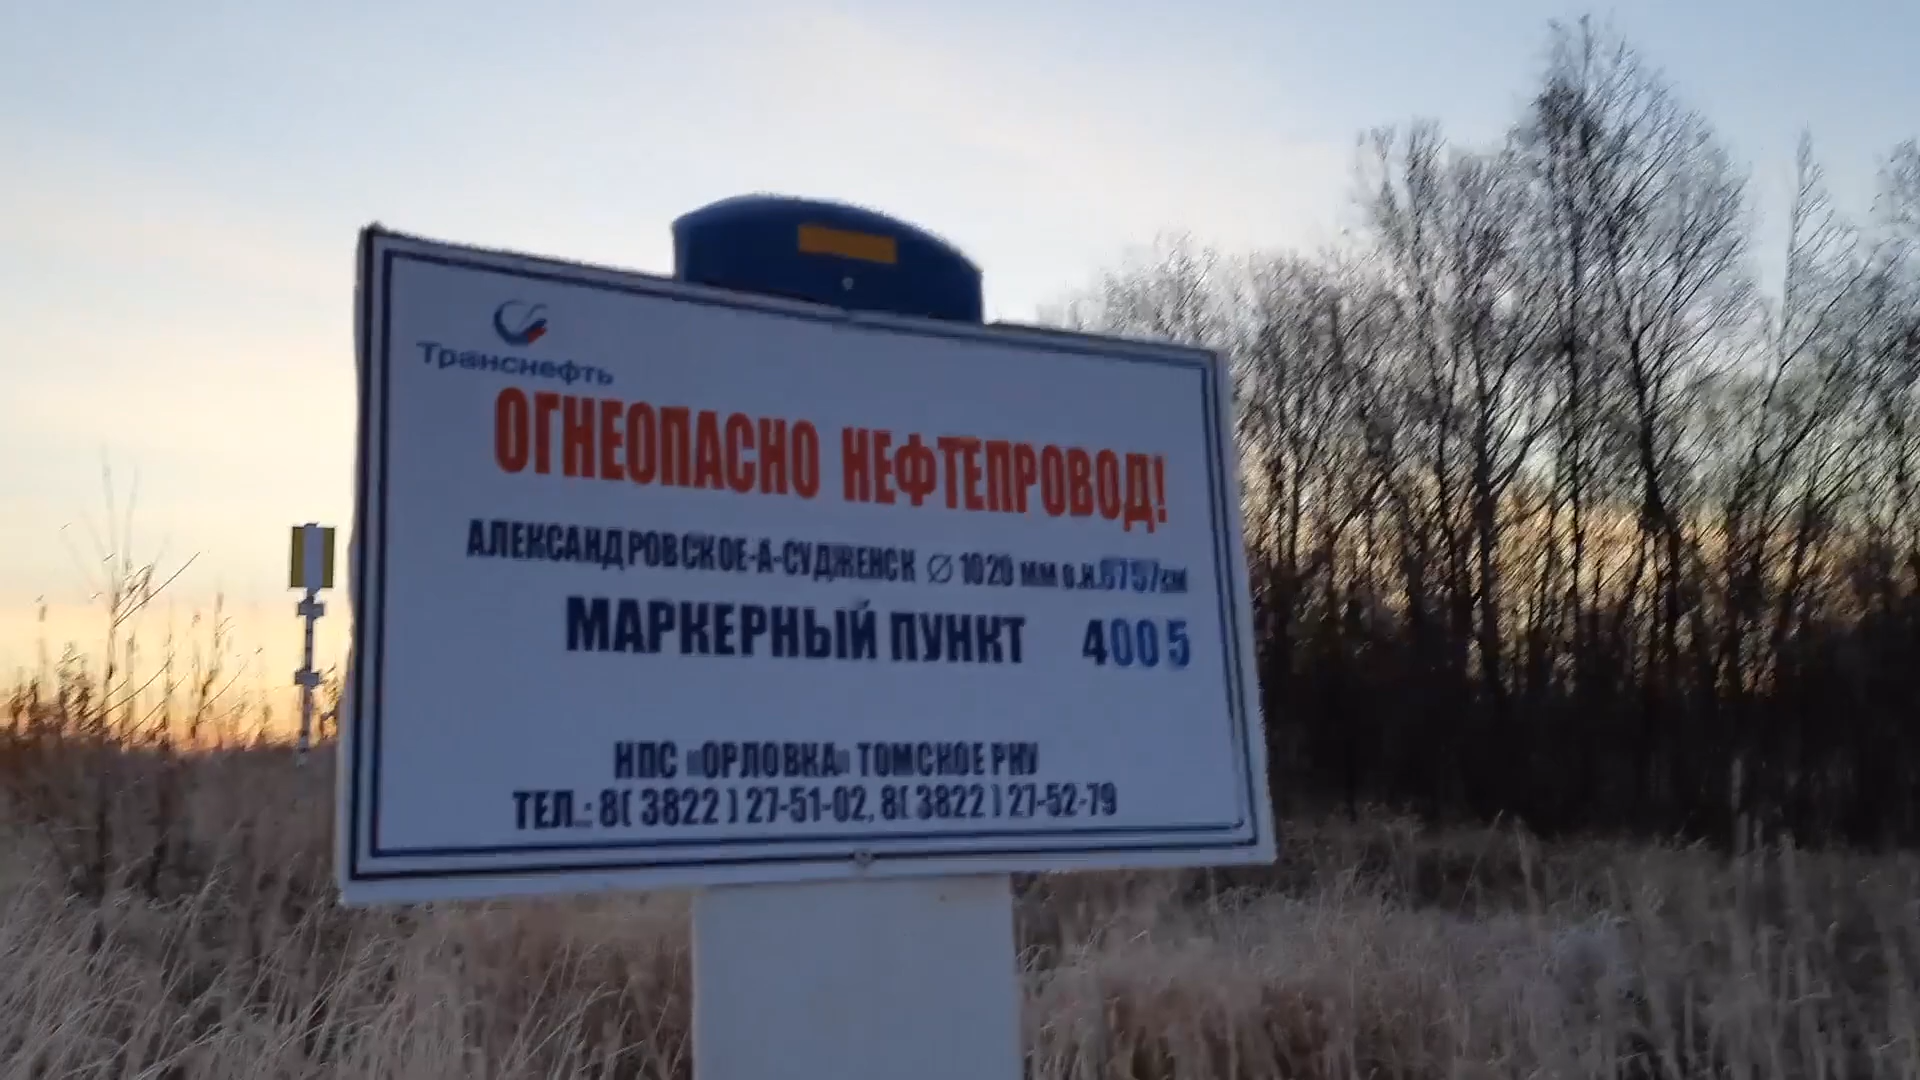 Транснефть
ОГНЕОПАСНО НЕФТЕПРОВОД!
АЛЕКСАНДРОВСКОЕ-А-СУДЖЕНСК ∅ 1020 мм о.н.
МАРКЕРНЫЙ ПУНКТ 4005
НПС «ОРЛОВКА» ТОМСКОЕ РНУ
ТЕЛ.: 8( 3822 ) 27-51-02, 8( 3822 ) 27-52-79